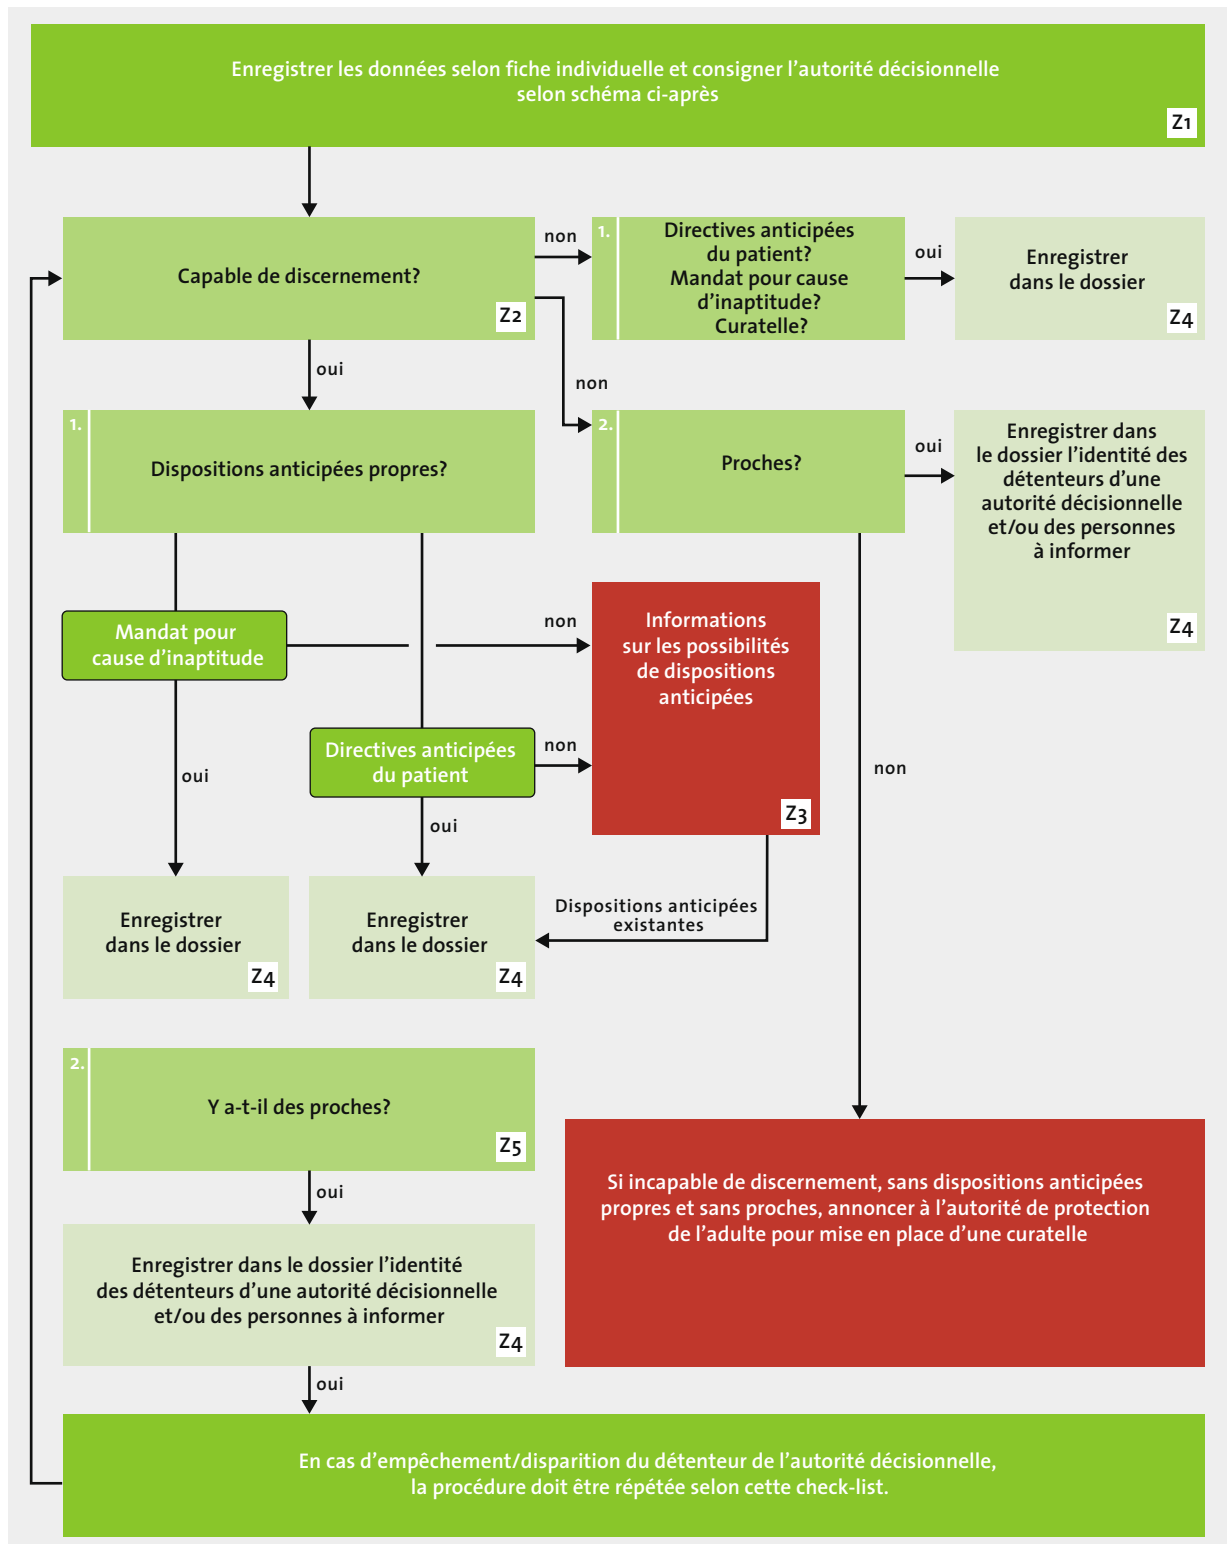 Enregistrer les données selon fiche individuelle et consigner l’autorité décisionnelle
selon schéma ci-après
Z1
Capable de discernement?
Z2
non
1.
Directives anticipées
du patient?
Mandat pour cause
d’inaptitude?
Curatelle?
oui
Enregistrer
dans le dossier
Z4
oui
non
1.
Dispositions anticipées propres?
2.
Proches?
oui
Enregistrer dans
le dossier l’identité des
détenteurs d’une
autorité décisionnelle
et/ou des personnes
à informer
Z4
Mandat pour
cause d’inaptitude
non
Informations
sur les possibilités
de dispositions
anticipées
Z3
Directives anticipées
du patient
non
oui
oui
non
Enregistrer
dans le dossier
Z4
Enregistrer
dans le dossier
Z4
Dispositions anticipées
existantes
2.
Y a-t-il des proches?
Z5
oui
Enregistrer dans le dossier l’identité
des détenteurs d’une autorité décisionnelle
et/ou des personnes à informer
Z4
Si incapable de discernement, sans dispositions anticipées
propres et sans proches, annoncer à l’autorité de protection
de l’adulte pour mise en place d’une curatelle
oui
En cas d’empêchement/disparition du détenteur de l’autorité décisionnelle,
la procédure doit être répétée selon cette check-list.